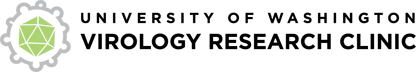 UNIVERSITY OF WASHINGTON
VIROLOGY RESEARCH CLINIC